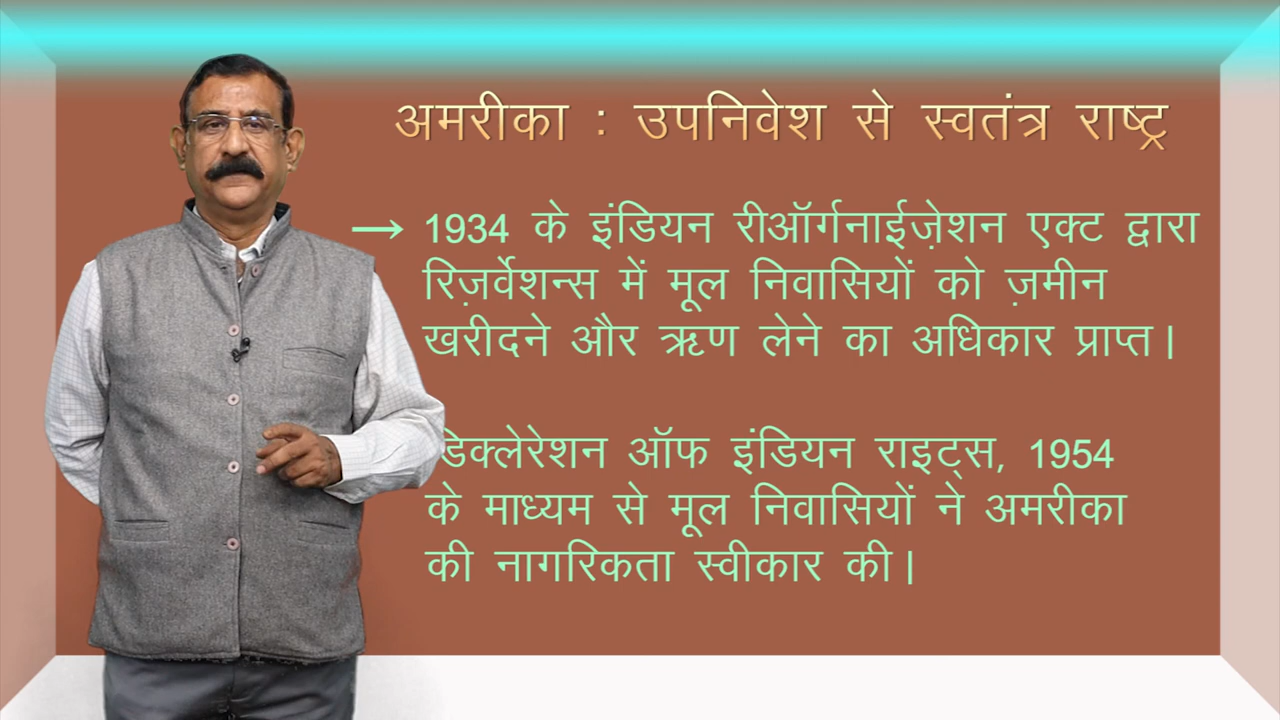 अमरीका : उपनिवेश से स्वतंत्र राष्ट्र
→ 1934 के इंडियन रीऑर्गनाईज़ेशन एक्ट द्वारा
रिज़र्वेशन्स में मूल निवासियों को ज़मीन
खरीदने और ऋण लेने का अधिकार प्राप्त।
डिक्लेरेशन ऑफ इंडियन राइट्स, 1954
के माध्यम से मूल निवासियों ने अमरीका
की नागरिकता स्वीकार की।